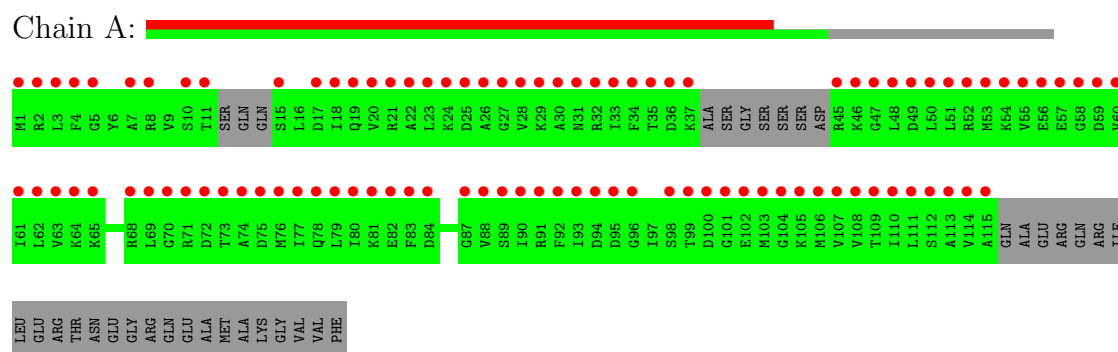 Chain A:
M1 R2 L3 F4 G5 Y6 A7 R8 V9 S10 T11 SER GLN GLN S15 L16 D17 I18 Q19 V20 R21 A22 L23 K24 D25 A26 G27 V28 K29 A30 N31 R32 I33 F34 T35 D36 K37 ALA SER GLY SER SER SER ASP R45 K46 G47 L48 D49 L50 L51 R52 M53 K54 V55 E56 E57 G58 D59 V60
I61 L62 V63 K64 K65 R68 L69 G70 R71 D72 T73 A74 D75 M76 I77 Q78 L79 I80 K81 E82 F83 D84 G87 V88 S89 I90 R91 F92 I93 D94 D95 G96 I97 S98 T99 D100 G101 E102 M103 G104 K105 M106 V107 V108 T109 I110 L111 S112 A113 V114 A115 GLN ALA GLU ARG GLN ARG ILE
LEU GLU ARG THR ASN GLU GLY ARG GLN GLU ALA MET ALA LYS GLY VAL VAL PHE